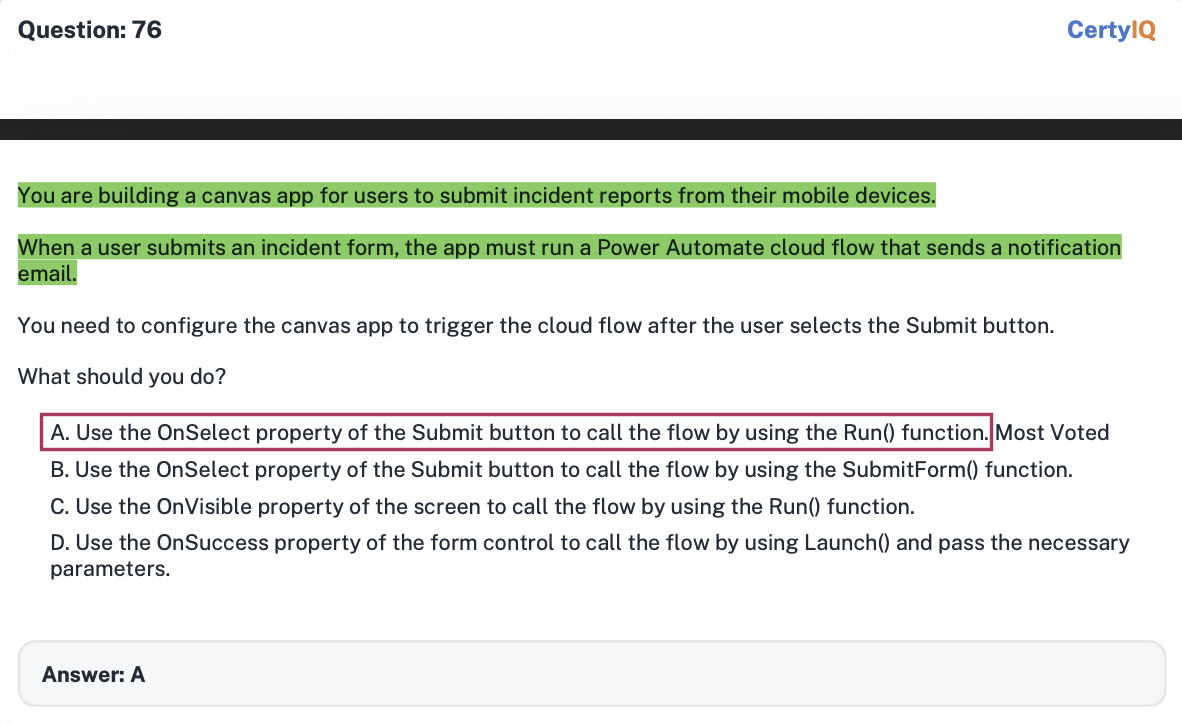 Question: 76
CertyIQ
You are building a canvas app for users to submit incident reports from their mobile devices.
When a user submits an incident form, the app must run a Power Automate cloud flow that sends a notification
email.
You need to configure the canvas app to trigger the cloud flow after the user selects the Submit button.
What should you do?
A. Use the OnSelect property of the Submit button to call the flow by using the Run() function. Most Voted
B. Use the OnSelect property of the Submit button to call the flow by using the SubmitForm() function.
C. Use the OnVisible property of the screen to call the flow by using the Run() function.
D. Use the OnSuccess property of the form control to call the flow by using Launch() and pass the necessary
parameters.
Answer: A